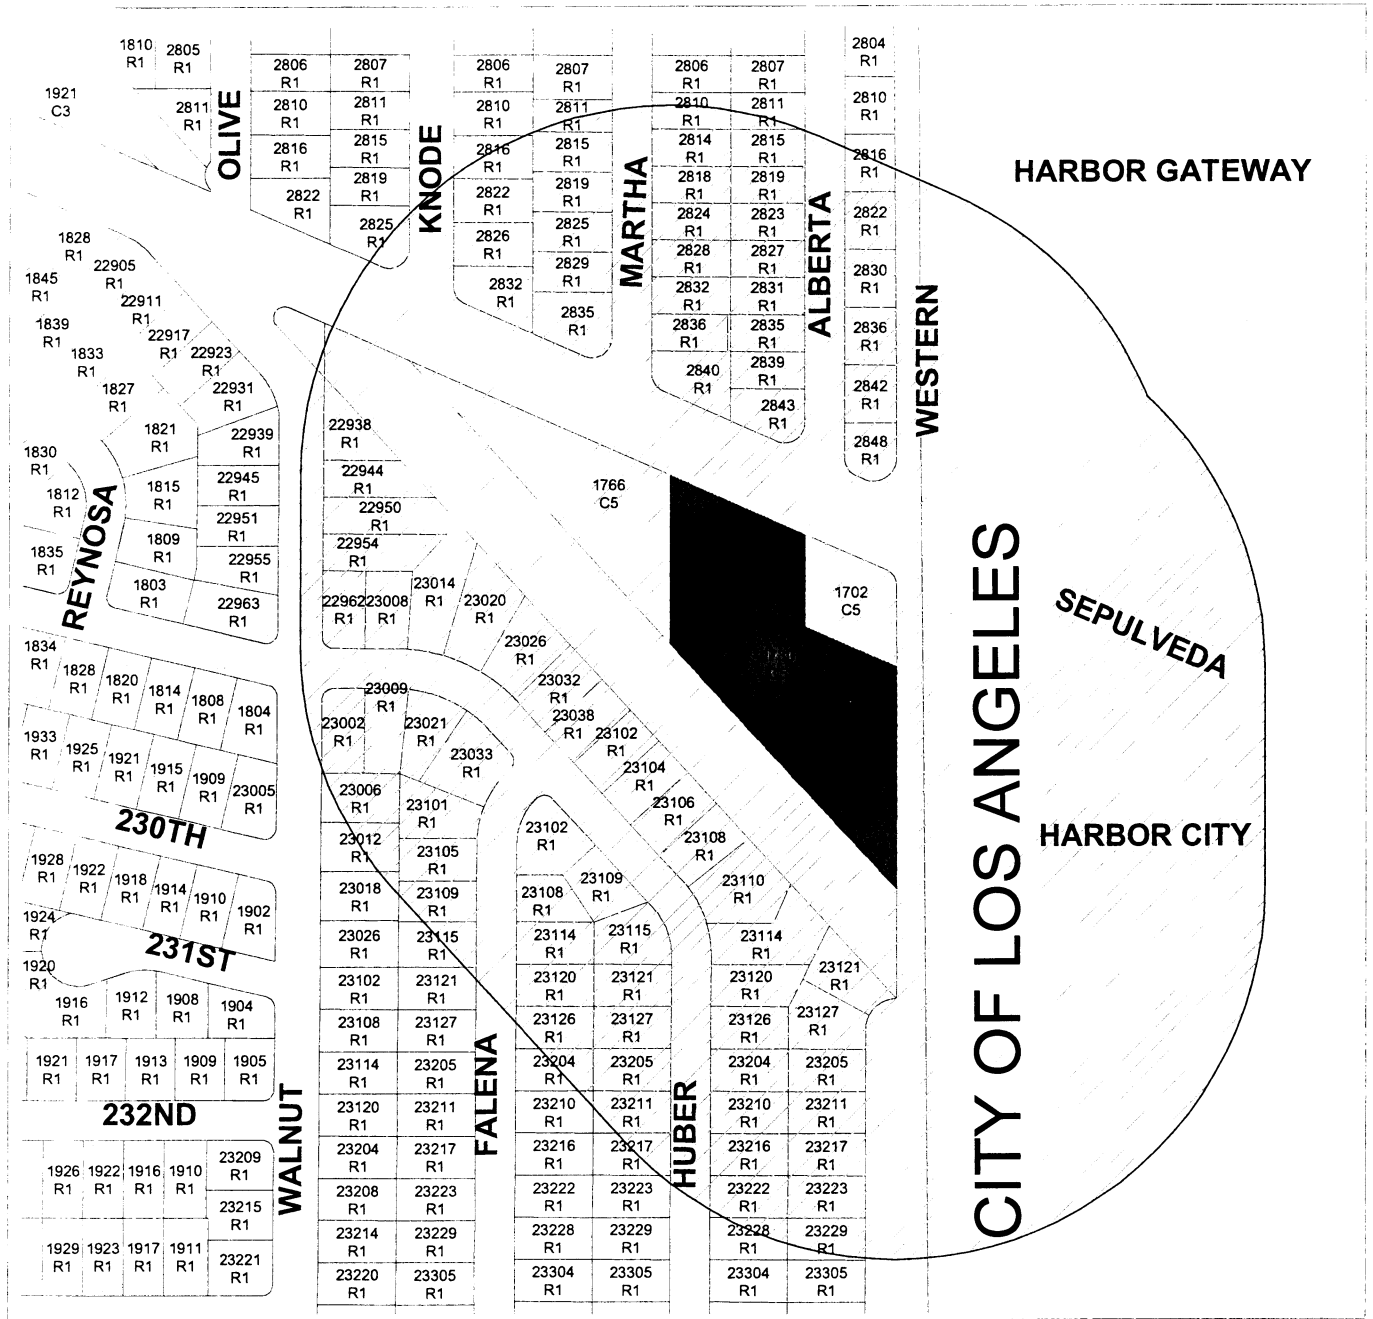 1810
R1
2805
R1
1921
C3
2811
R1
OLIVE
2806
R1
2807
R1
2810
R1
2811
R1
2816
R1
2815
R1
2819
R1
2822
R1
2825
R1
KNODE
2806
R1
2807
R1
2810
R1
2811
R1
2816
R1
2815
R1
2822
R1
2819
R1
2826
R1
2825
R1
2832
R1
2829
R1
2835
R1
MARTHA
2806
R1
2807
R1
2810
R1
2811
R1
2814
R1
2815
R1
2818
R1
2819
R1
2824
R1
2823
R1
2828
R1
2827
R1
2832
R1
2831
R1
2836
R1
2835
R1
2840
R1
2839
R1
2843
R1
ALBERTA
2804
R1
2810
R1
2816
R1
2822
R1
2830
R1
2836
R1
2842
R1
2848
R1
WESTERN
HARBOR GATEWAY
1828
R1
22905
R1
1845
R1
22911
R1
1839
R1
22917
R1
1833
R1
22923
R1
1827
R1
22931
R1
1821
R1
22939
R1
1830
R1
1812
R1
1815
R1
22945
R1
22951
R1
1835
R1
1809
R1
22955
R1
1803
R1
22963
R1
REYNOSA
22938
R1
22944
R1
22950
R1
22954
R1
22962
R1
23008
R1
23014
R1
23020
R1
23026
R1
23032
R1
23038
R1
23102
R1
23104
R1
23106
R1
23108
R1
23110
R1
23114
R1
23121
R1
23120
R1
23127
R1
23126
R1
1766
C5
1702
C5
CITY OF LOS ANGELES
SEPULVEDA
HARBOR CITY
1834
R1
1828
R1
1820
R1
1814
R1
1808
R1
1804
R1
1933
R1
1925
R1
1921
R1
1915
R1
1909
R1
23005
R1
230TH
1928
R1
1922
R1
1918
R1
1914
R1
1910
R1
1902
R1
1924
R1
231ST
1920
R1
1916
R1
1912
R1
1908
R1
1904
R1
1921
R1
1917
R1
1913
R1
1909
R1
1905
R1
232ND
1926
R1
1922
R1
1916
R1
1910
R1
23209
R1
23215
R1
1929
R1
1923
R1
1917
R1
1911
R1
23221
R1
WALNUT
23002
R1
23009
R1
23021
R1
23033
R1
23006
R1
23101
R1
23012
R1
23105
R1
23018
R1
23109
R1
23026
R1
23115
R1
23102
R1
23121
R1
23108
R1
23127
R1
23114
R1
23205
R1
23120
R1
23211
R1
23204
R1
23217
R1
23208
R1
23223
R1
23214
R1
23229
R1
23220
R1
23305
R1
FALENA
23102
R1
23108
R1
23109
R1
23114
R1
23115
R1
23120
R1
23121
R1
23126
R1
23127
R1
23204
R1
23205
R1
23210
R1
23211
R1
23216
R1
23217
R1
23222
R1
23223
R1
23228
R1
23229
R1
23304
R1
23305
R1
HUBER
23204
R1
23205
R1
23210
R1
23211
R1
23216
R1
23217
R1
23222
R1
23223
R1
23228
R1
23229
R1
23304
R1
23305
R1